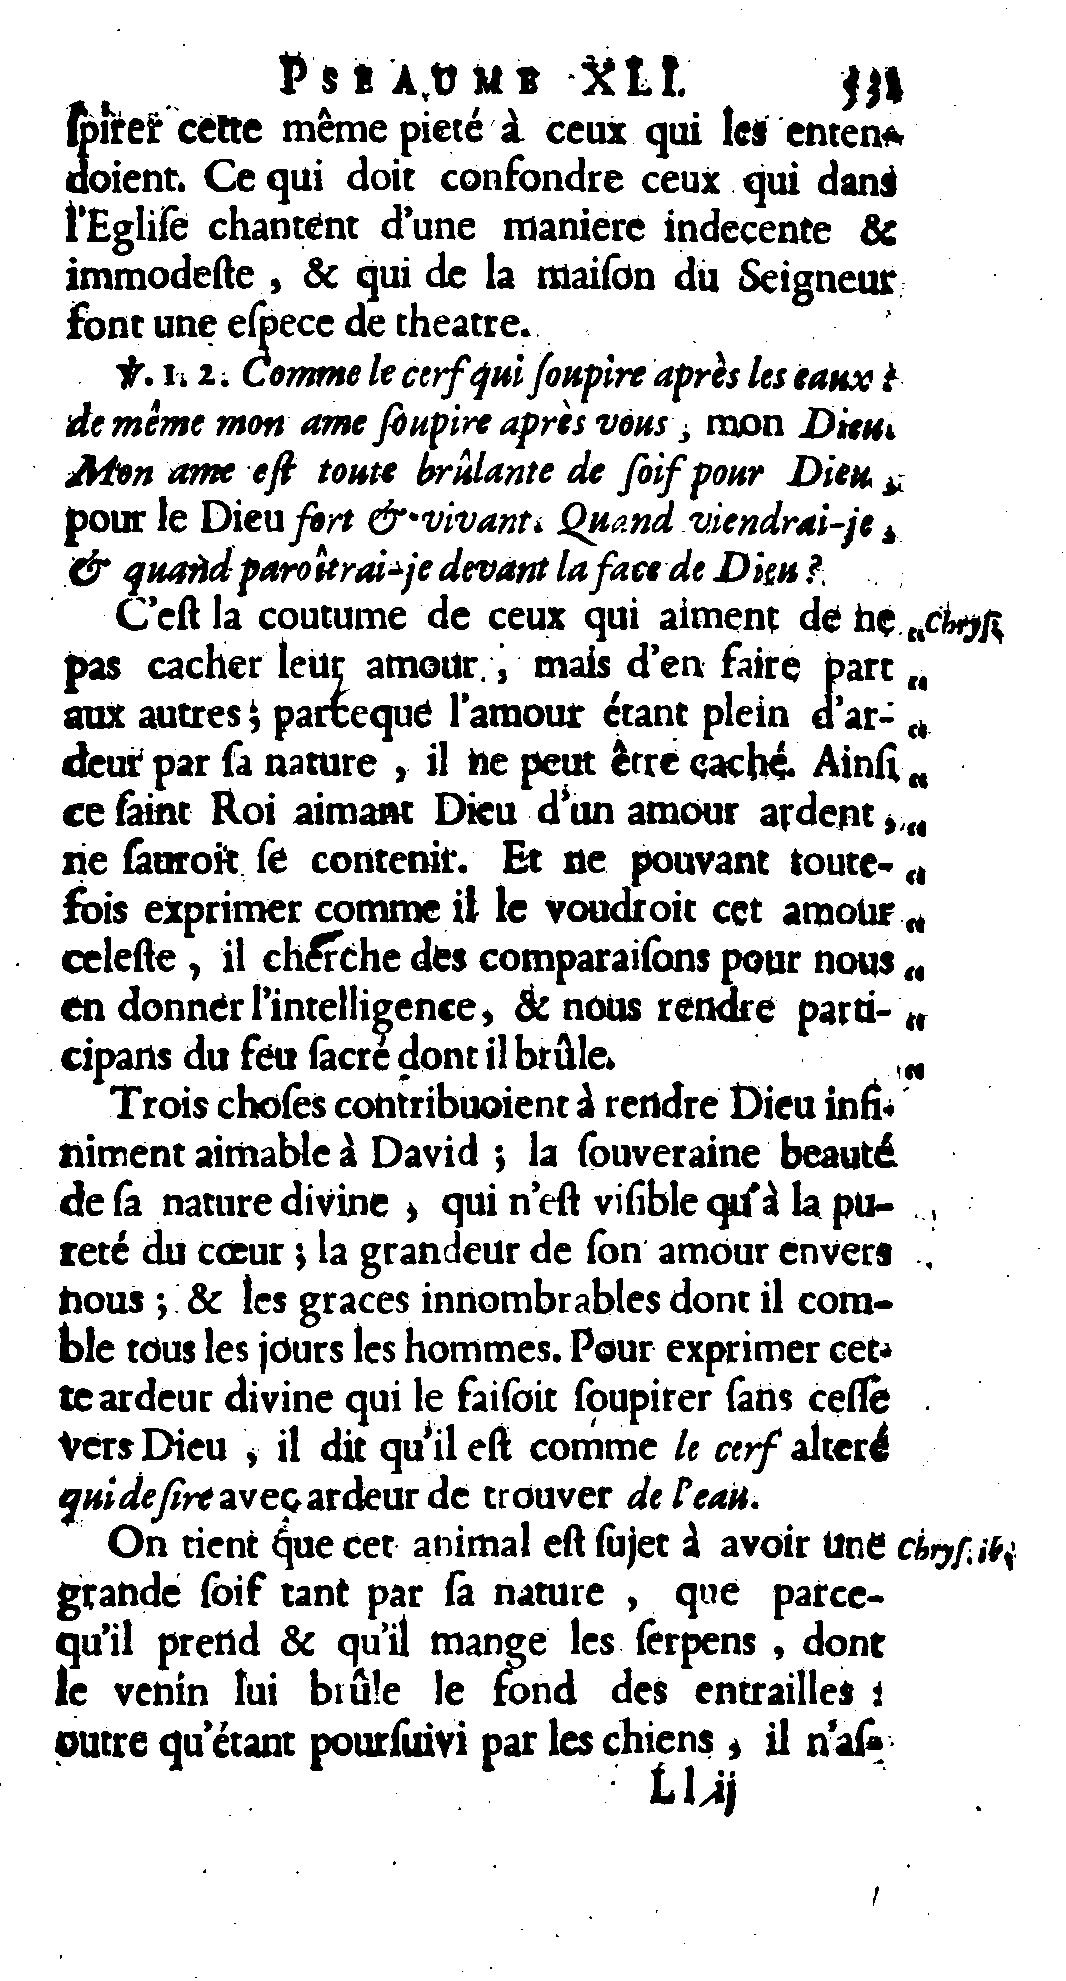 PSEAUME XLI. 531
ſpirer cette même pieté à ceux qui les enten-
doient. Ce qui doit confondre ceux qui dans
l'Egliſe chantent d'une maniere indecente &
immodeſte, & qui de la maiſon du Seigneur
font une eſpece de theatre.
℣. 1. 2. Comme le cerf qui ſoupire après les eaux :
de même mon ame ſoupire après vous, mon Dieu.
Mon ame eſt toute brûlante de ſoif pour Dieu,
pour le Dieu fort & vivant. Quand viendrai-je,
& quand paroîtrai-je devant la face de Dieu ?
C'eſt la coutume de ceux qui aiment de ne „ Chryſ.
pas cacher leur amour ; mais d'en faire part „
aux autres ; parceque l'amour étant plein d'ar- „
deur par ſa nature, il ne peut être caché. Ainſi „
ce ſaint Roi aimant Dieu d'un amour ardent, „
ne ſauroit ſe contenir. Et ne pouvant toute- „
fois exprimer comme il le voudroit cet amour „
celeſte, il cherche des comparaiſons pour nous „
en donner l'intelligence, & nous rendre parti- „
cipans du feu ſacré dont il brûle. „
Trois choſes contribuoient à rendre Dieu infi-
niment aimable à David ; la ſouveraine beauté
de ſa nature divine, qui n'eſt viſible qu'à la pu-
reté du cœur ; la grandeur de ſon amour envers
nous ; & les graces innombrables dont il com-
ble tous les jours les hommes. Pour exprimer cet-
te ardeur divine qui le faiſoit ſoupirer ſans ceſſe
vers Dieu, il dit qu'il eſt comme le cerf alteré
qui deſire avec ardeur de trouver de l'eau.
On tient que cet animal eſt ſujet à avoir une Chryſ. ib.
grande ſoif tant par ſa nature, que parce-
qu'il prend & qu'il mange les ſerpens, dont
le venin lui brûle le fond des entrailles :
outre qu'étant pourſuivi par les chiens, il n'aſ-
Ll ij